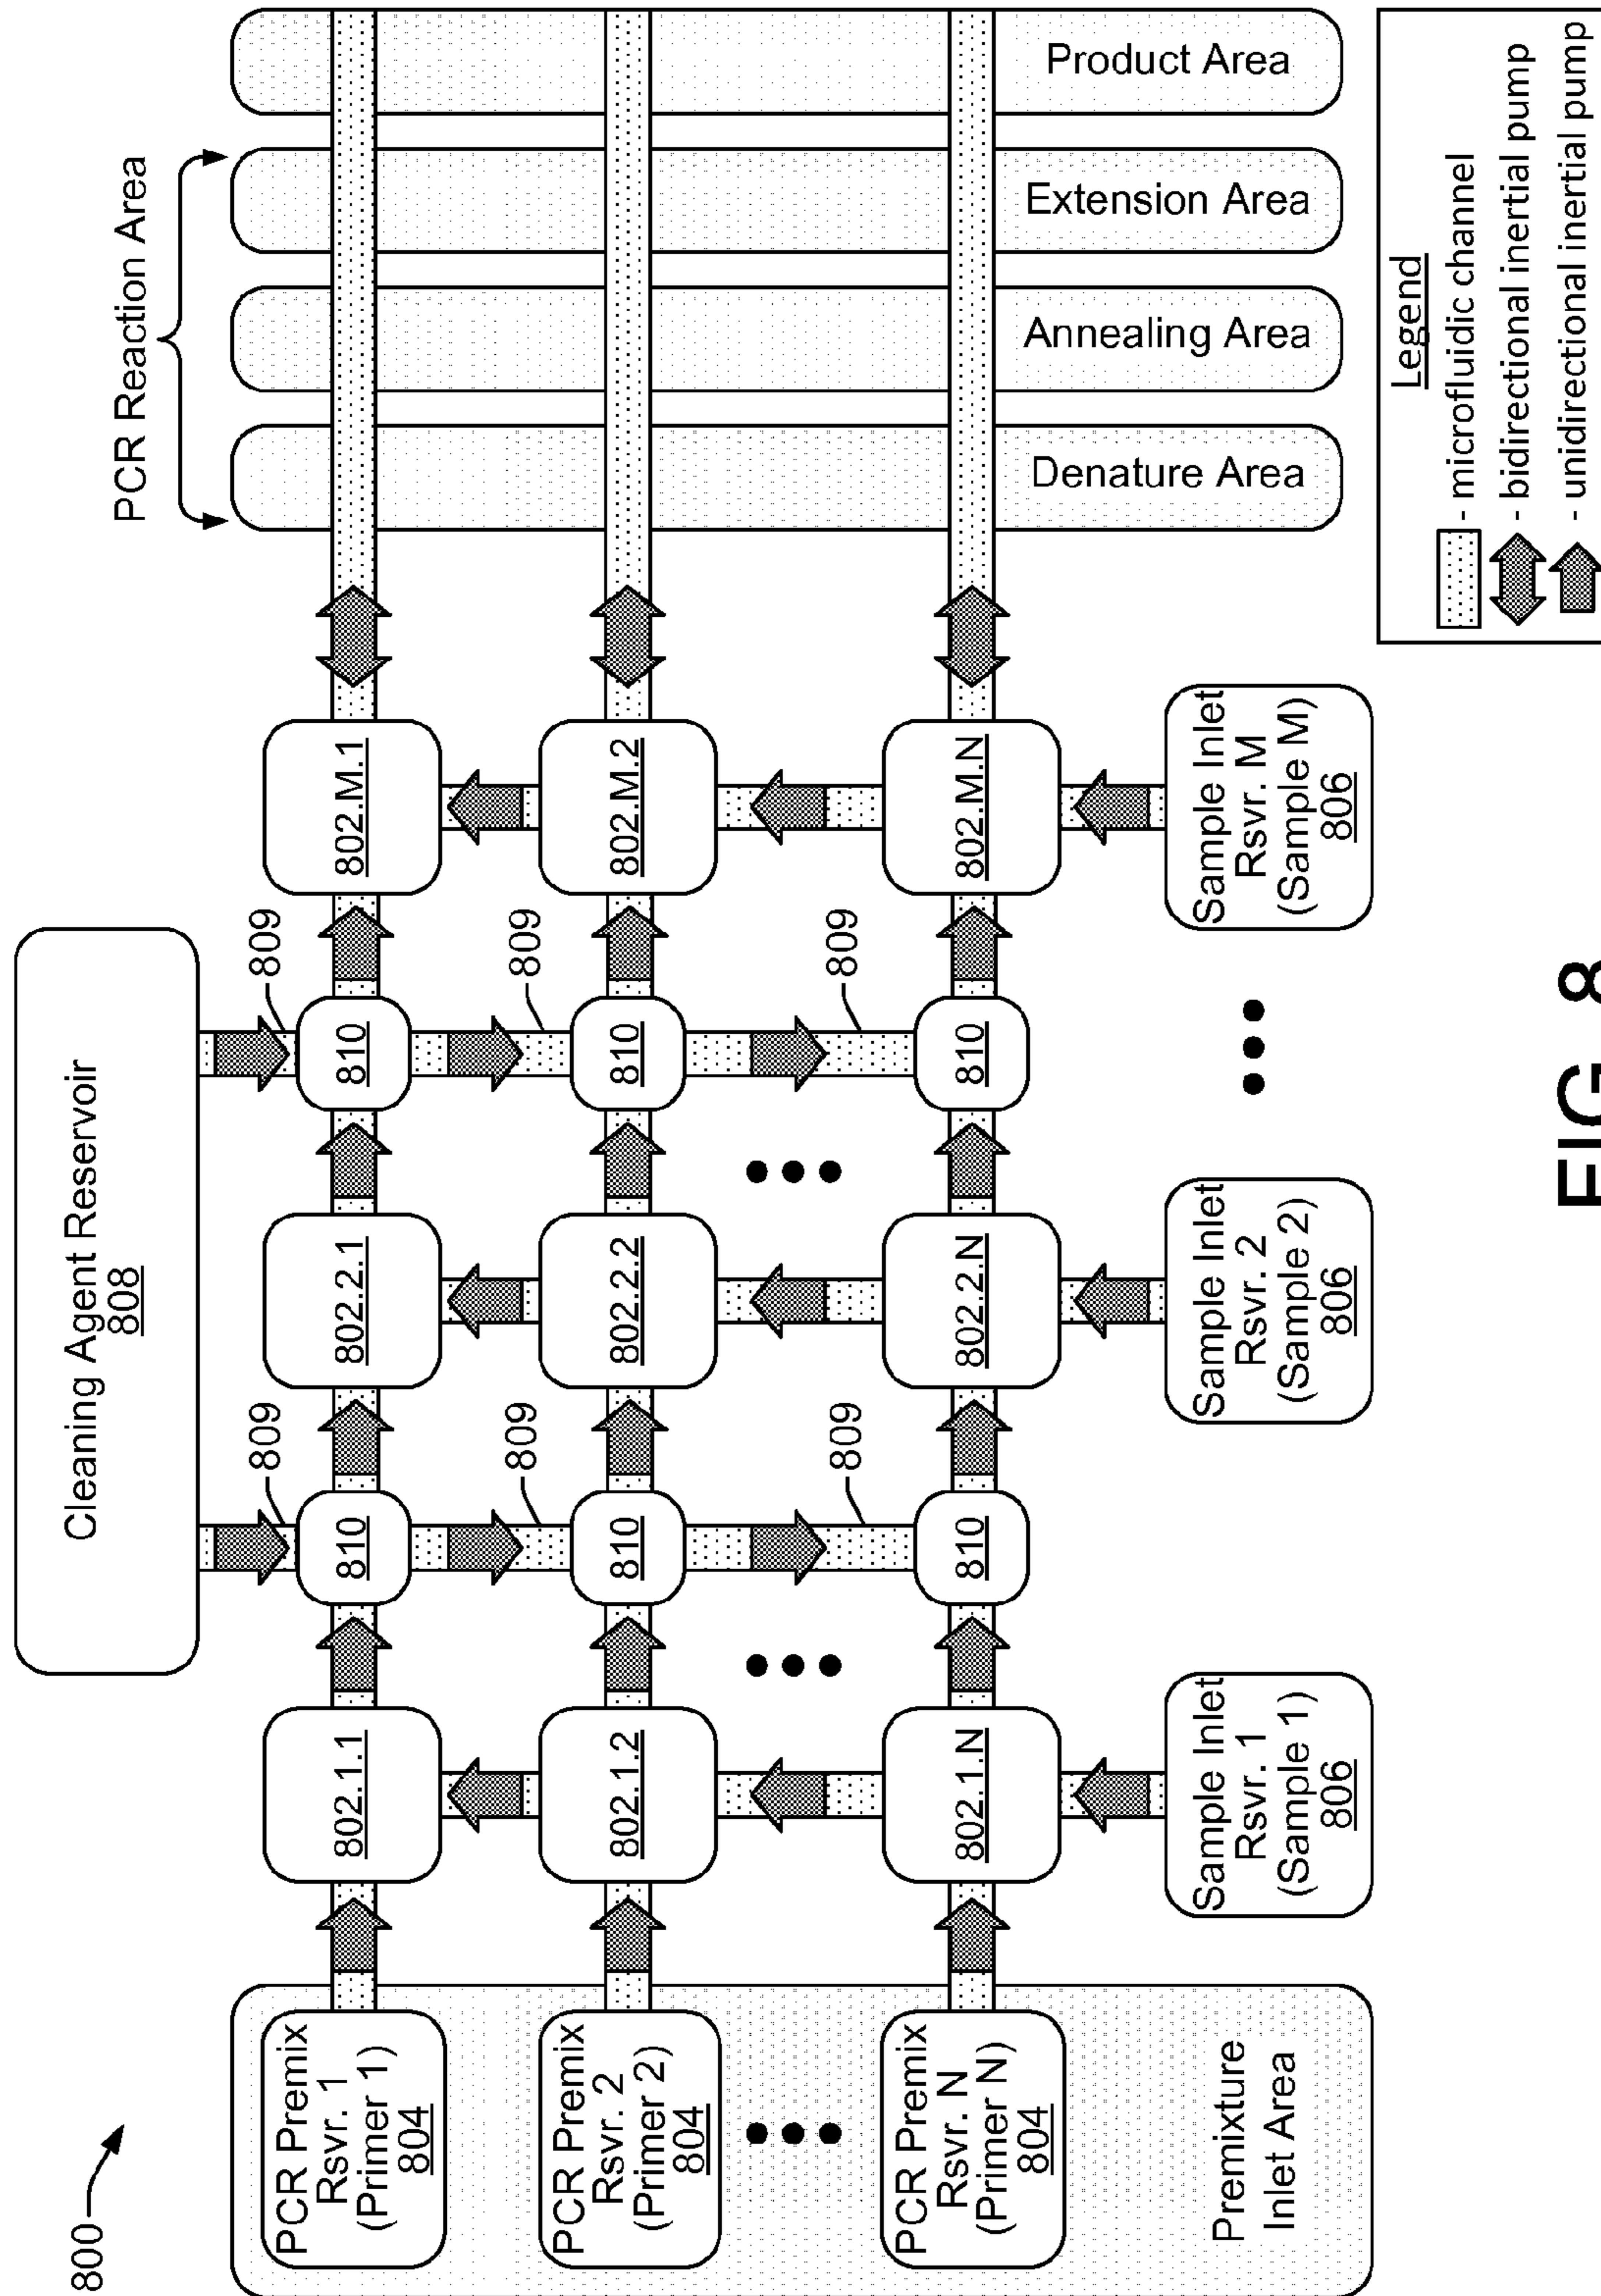 800
PCR Premix
Rsvr. 1
(Primer 1)
804
PCR Premix
Rsvr. 2
(Primer 2)
804
PCR Premix
Rsvr. N
(Primer N)
804
Premixture
Inlet Area
Cleaning Agent Reservoir
808
809
809
809
809
809
809
802.1.1
810
802.2.1
810
802.M.1
802.1.2
810
802.2.2
810
802.M.2
802.1.N
810
802.2.N
810
802.M.N
Sample Inlet
Rsvr. 1
(Sample 1)
806
Sample Inlet
Rsvr. 2
(Sample 2)
806
Sample Inlet
Rsvr. M
(Sample M)
806
PCR Reaction Area
Denature Area
Annealing Area
Extension Area
Product Area
Legend
- microfluidic channel
- bidirectional inertial pump
- unidirectional inertial pump
FIG. 8